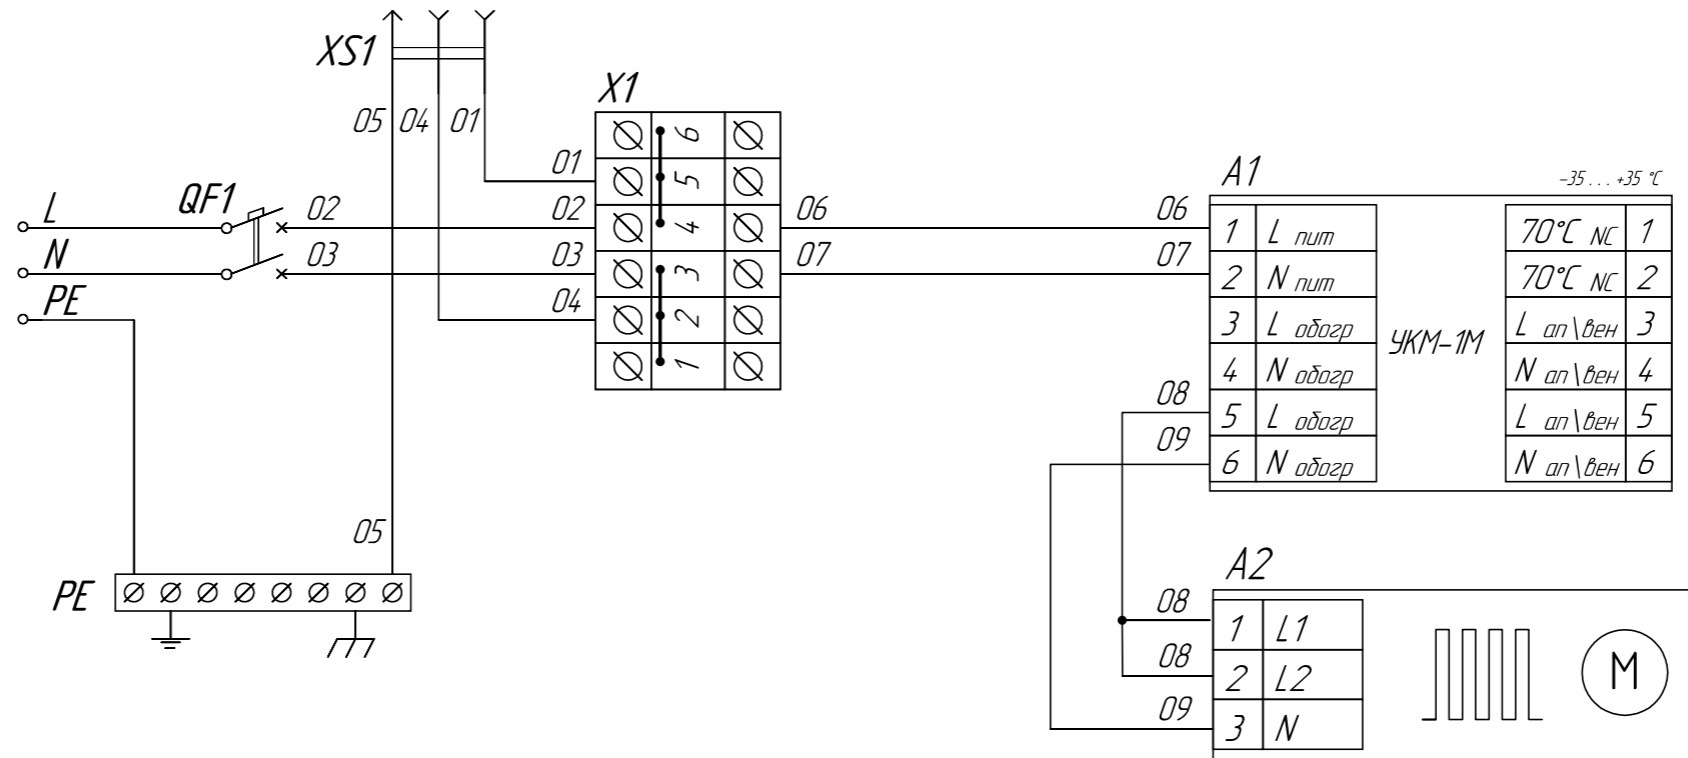 XS1
X1
05 04 01
6
01
5
A1
-35 ... +35 °C
L
QF1
02
02
4
06
06
1 L пит
70°C NC 1
N
03
03
3
07
07
2 N пит
70°C NC 2
PE
04
2
3 L обогр
УКМ-1М
L ап\вен 3
1
4 N обогр
N ап\вен 4
08
5 L обогр
L ап\вен 5
09
6 N обогр
N ап\вен 6
05
PE
A2
08
1 L1
08
2 L2
M
09
3 N